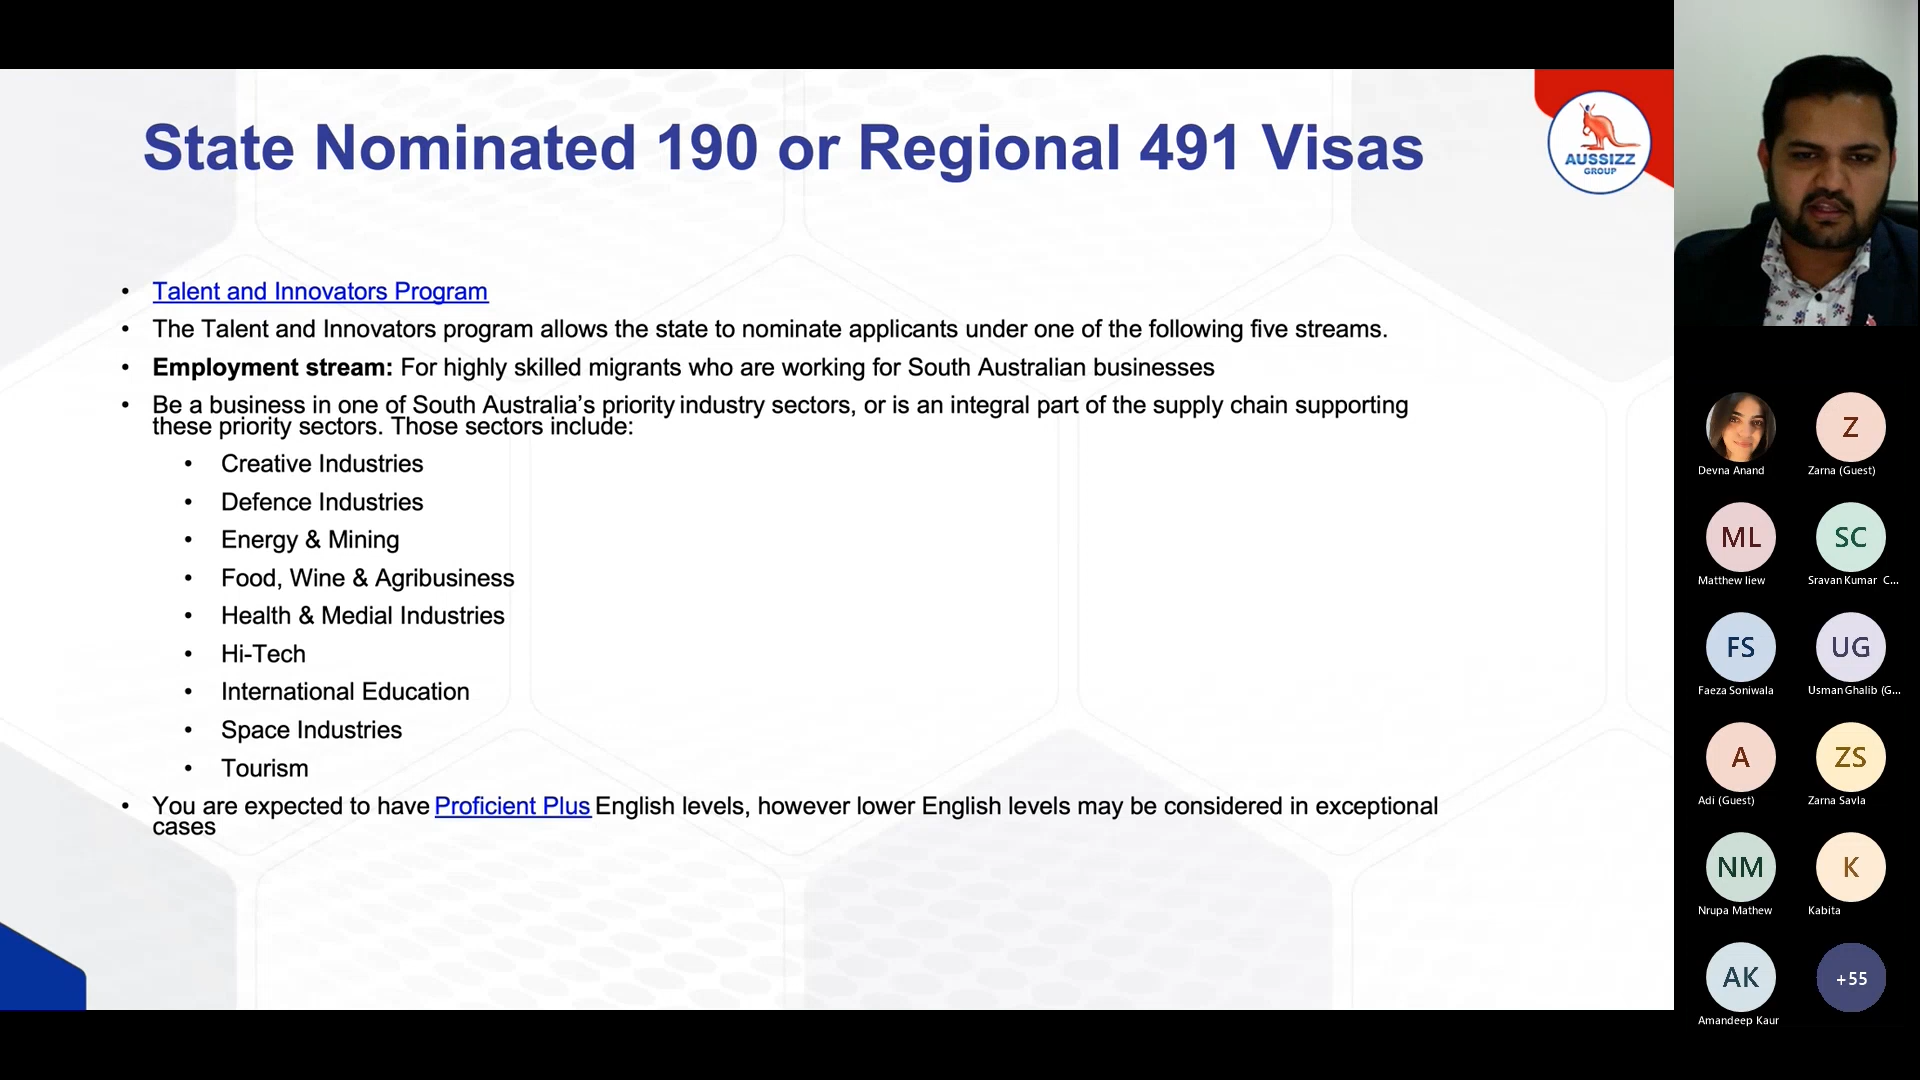 State Nominated 190 or Regional 491 Visas
AUSSIZZ
GROUP
• Talent and Innovators Program
• The Talent and Innovators program allows the state to nominate applicants under one of the following five streams.
• Employment stream: For highly skilled migrants who are working for South Australian businesses
• Be a business in one of South Australia’s priority industry sectors, or is an integral part of the supply chain supporting
these priority sectors. Those sectors include:
• Creative Industries
• Defence Industries
• Energy & Mining
• Food, Wine & Agribusiness
• Health & Medial Industries
• Hi-Tech
• International Education
• Space Industries
• Tourism
• You are expected to have Proficient Plus English levels, however lower English levels may be considered in exceptional
cases
Devna Anand
Z
Zarna (Guest)
ML
Matthew liew
SC
Sravan Kumar C...
FS
Faeza Soniwala
UG
Usman Ghalib (G...
A
Adi (Guest)
ZS
Zarna Savla
NM
Nrupa Mathew
K
Kabita
AK
Amandeep Kaur
+55